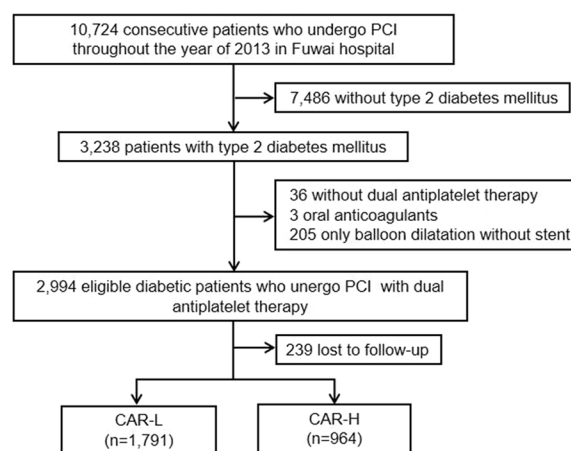 10,724 consecutive patients who undergo PCI
throughout the year of 2013 in Fuwai hospital
7,486 without type 2 diabetes mellitus
3,238 patients with type 2 diabetes mellitus
36 without dual antiplatelet therapy
3 oral anticoagulants
205 only balloon dilatation without stent
2,994 eligible diabetic patients who unergo PCI with dual
antiplatelet therapy
239 lost to follow-up
CAR-L
(n=1,791)
CAR-H
(n=964)